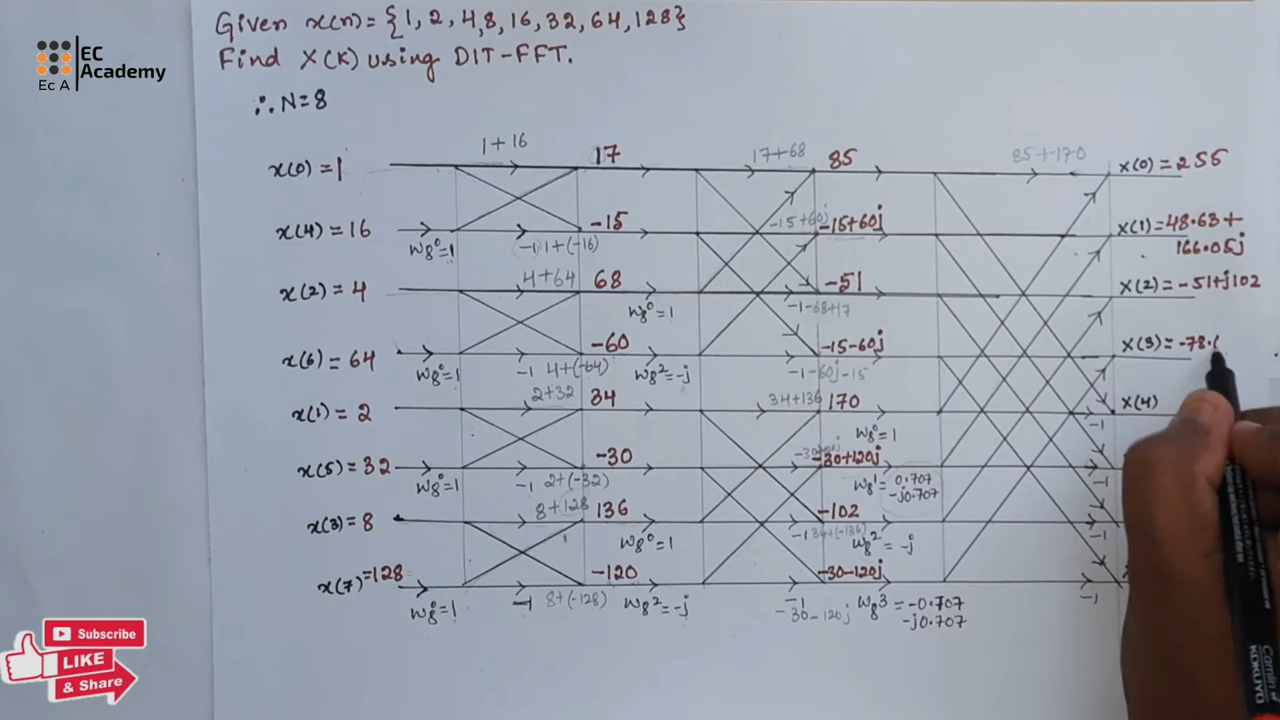 Given x(n) = {1, 2, 4, 8, 16, 32, 64, 128}
Find X(K) using DIT-FFT.
EC
Academy
Ec A
∴ N=8
1+16
17
17+68
85
85+170
x(0)=1
X(0)=255
x(4)=16
w8⁰=1
-1
1+(-16)
-15
-15+60j
-15+60j
X(1)=48.63+
166.05j
x(2)=4
4+64
68
w8⁰=1
-1
-68+17
-51
X(2)=-51+j102
x(6)=64
w8⁰=1
-1
4+(-64)
-60
w8²=-j
-1
-60j-15
-15-60j
X(3)=-78.
x(1)=2
2+32
34
34+136
170
w8⁰=1
X(4)
-1
x(5)=32
w8⁰=1
-1
2+(-32)
-30
-30+120j
w8¹=0.707
-j0.707
-1
x(3)=8
8+128
136
w8⁰=1
-1
34+(-136)
-102
w8²=-j
-1
x(7)=128
w8⁰=1
-1
8+(-128)
-120
w8²=-j
-1
-30-120j
-30-120j
w8³=-0.707
-j0.707
-1
Subscribe
LIKE
& Share
Camlin
KOKUYO